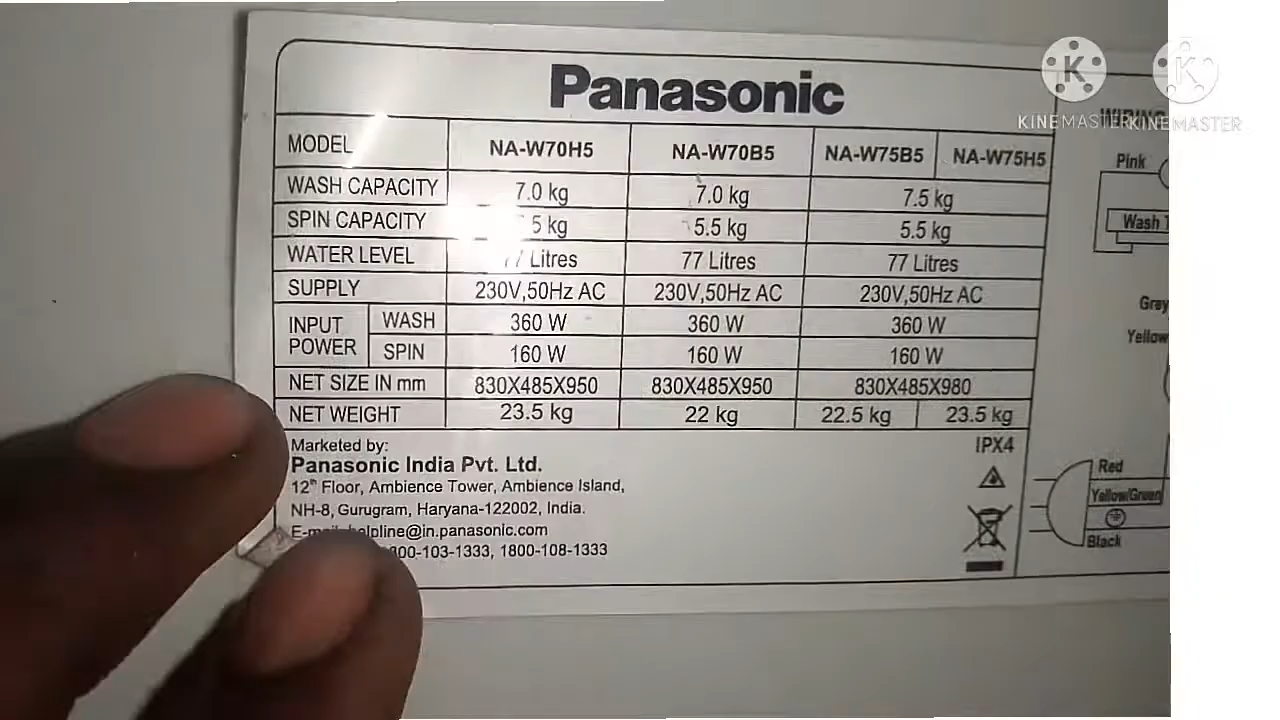 Panasonic
MODEL NA-W70H5 NA-W70B5 NA-W75B5 NA-W75H5
WASH CAPACITY 7.0 kg 7.0 kg 7.5 kg
SPIN CAPACITY 5 kg 5.5 kg 5.5 kg
WATER LEVEL 77 Litres 77 Litres 77 Litres
SUPPLY 230V,50Hz AC 230V,50Hz AC 230V,50Hz AC
INPUT POWER WASH 360 W 360 W 360 W
SPIN 160 W 160 W 160 W
NET SIZE IN mm 830X485X950 830X485X950 830X485X980
NET WEIGHT 23.5 kg 22 kg 22.5 kg 23.5 kg
Marketed by:
Panasonic India Pvt. Ltd.
12th Floor, Ambience Tower, Ambience Island,
NH-8, Gurugram, Haryana-122002, India.
helpline@in.panasonic.com
800-103-1333, 1800-108-1333
IPX4
WIRING
Pink
Wash
Grey
Yellow
Red
Yellow/Green
Black
KINEMASTER
KINEMASTER